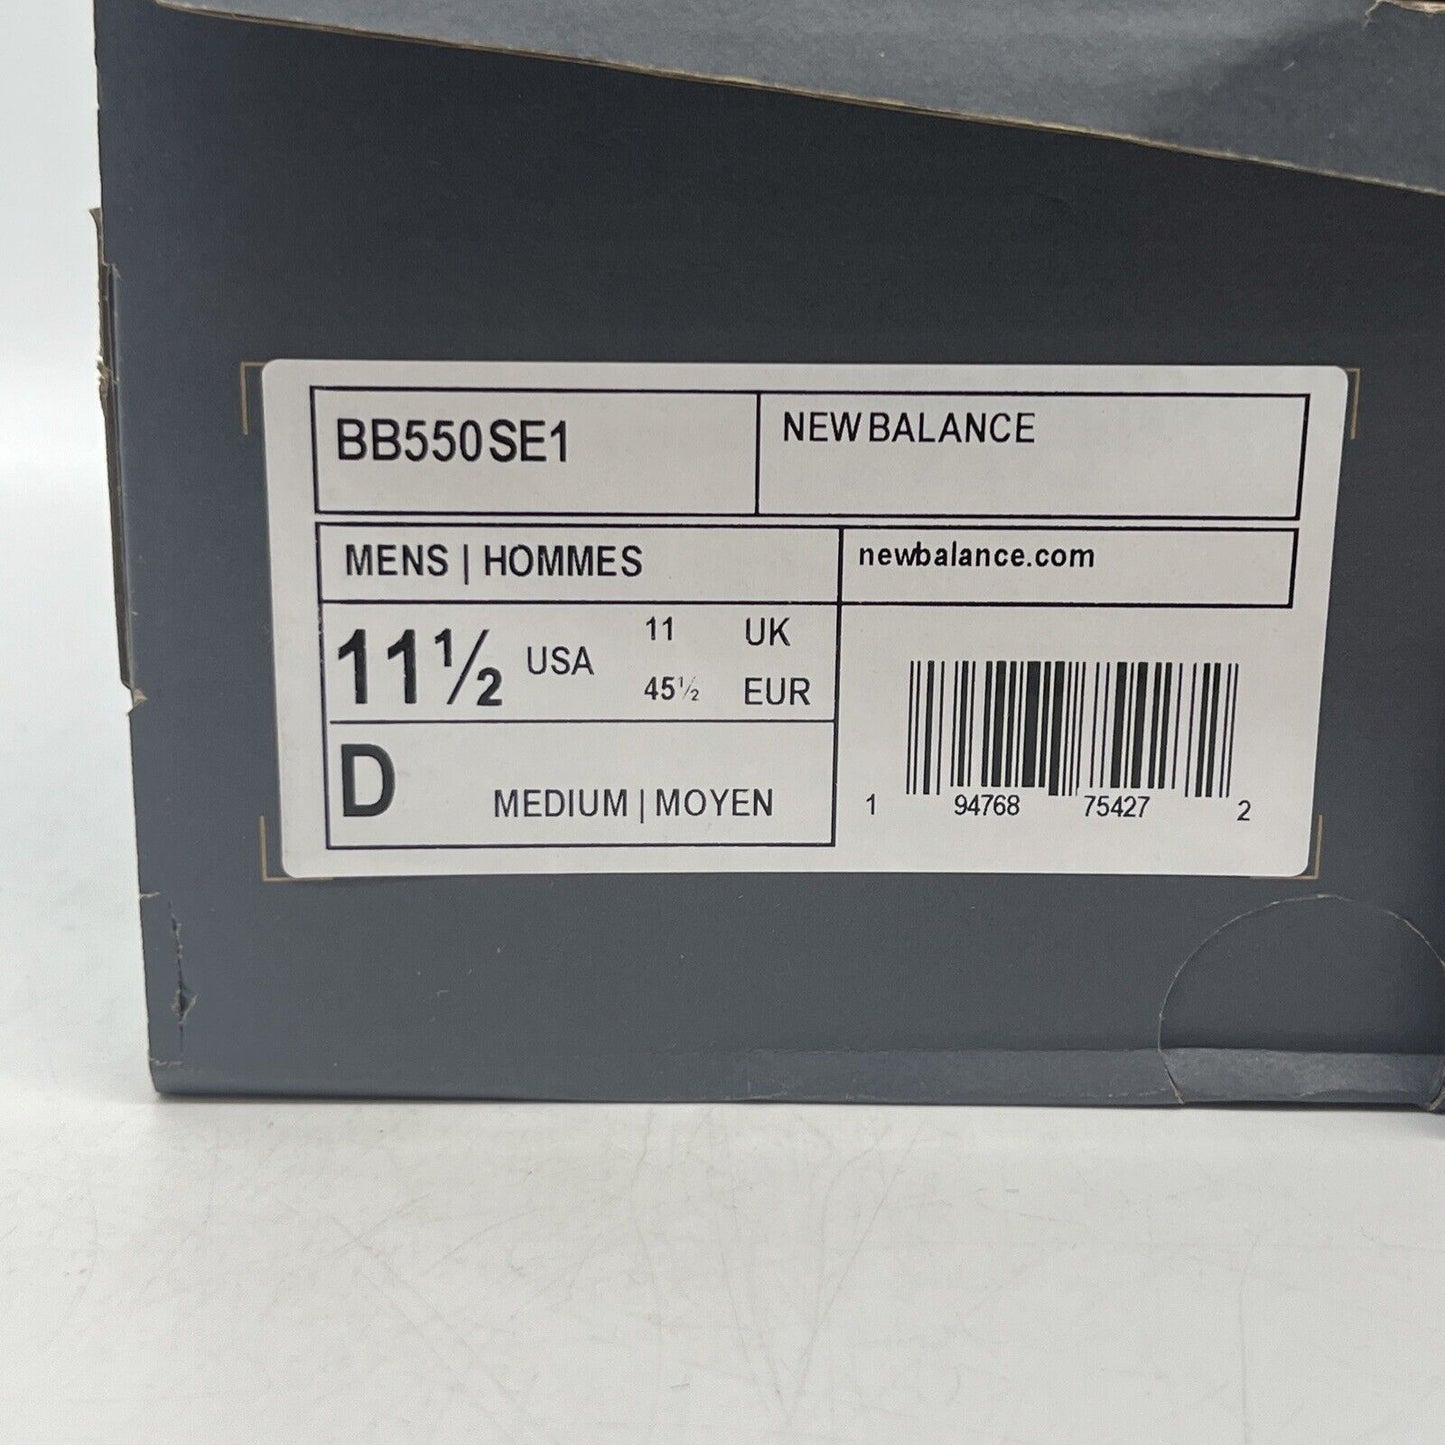 BB550SE1
NEW BALANCE
MENS | HOMMES
newbalance.com
11½ USA
11 UK
45½ EUR
D
MEDIUM | MOYEN
1 94768 75427 2